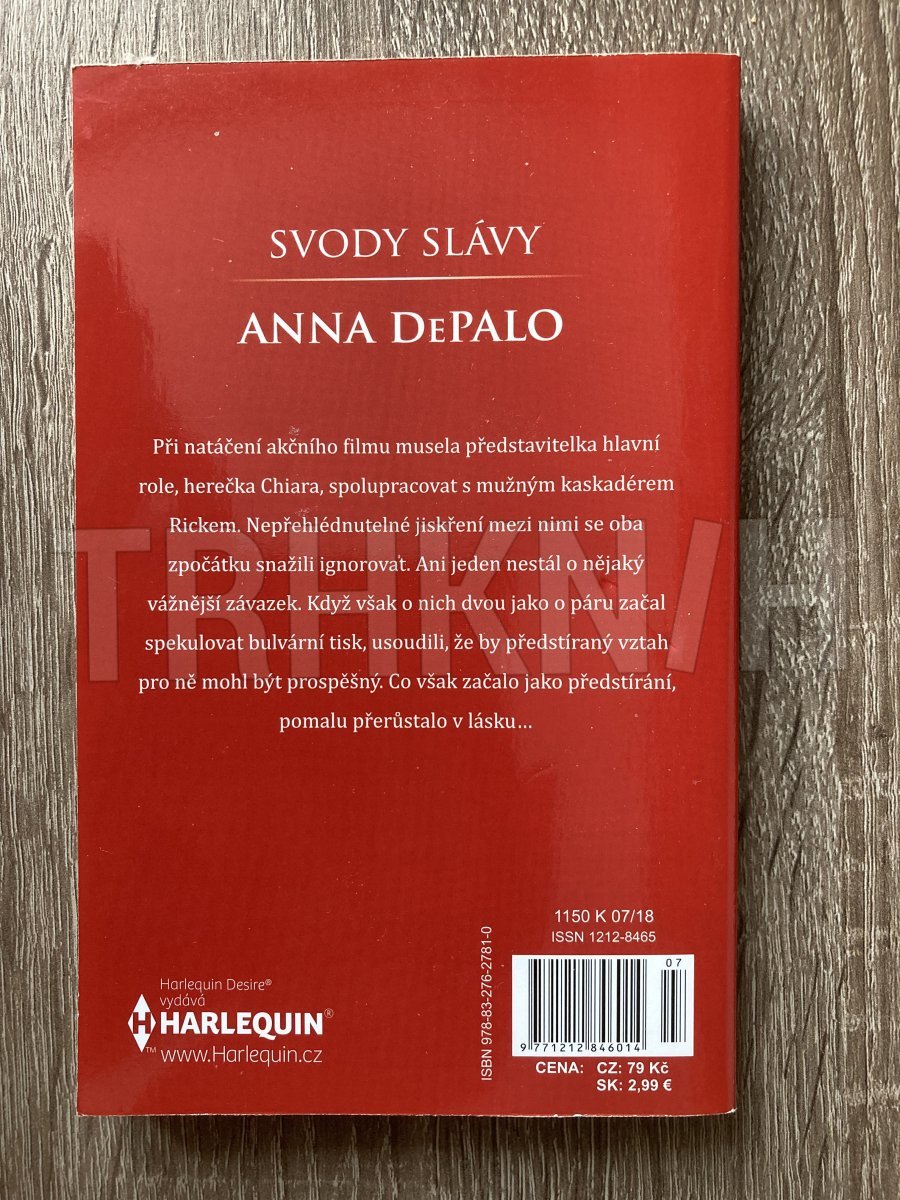 SVODY SLÁVY
ANNA DePALO
Při natáčení akčního filmu musela představitelka hlavní
role, herečka Chiara, spolupracovat s mužným kaskadérem
Rickem. Nepřehlédnutelné jiskření mezi nimi se oba
zpočátku snažili ignorovat. Ani jeden nestál o nějaký
vážnější závazek. Když však o nich dvou jako o páru začal
spekulovat bulvární tisk, usoudili, že by předstíraný vztah
pro ně mohl být prospěšný. Co však začalo jako předstírání,
pomalu přerůstalo v lásku…
TRHKNIH
1150 K 07/18
ISSN 1212-8465
ISBN 978-83-276-2781-0
07
9 771212 846014
CENA: CZ: 79 Kč
SK: 2,99 €
Harlequin Desire®
vydává
H HARLEQUIN®
™ www.Harlequin.cz